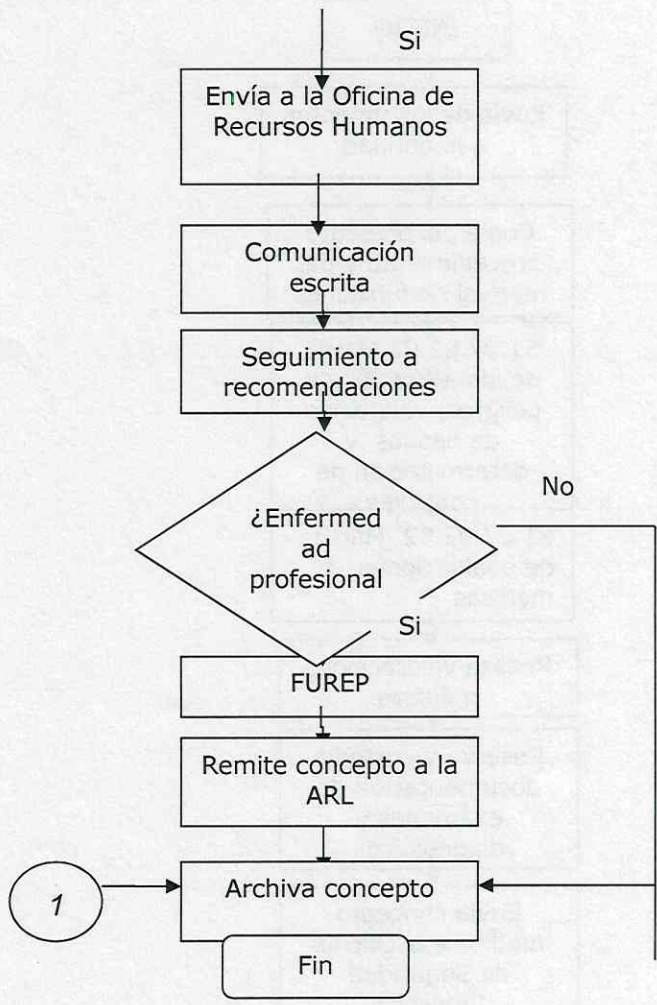 Si
Envía a la Oficina de
Recursos Humanos
Comunicación
escrita
Seguimiento a
recomendaciones
No
¿Enfermed
ad
profesional
Si
FUREP
Remite concepto a la
ARL
1
Archiva concepto
Fin